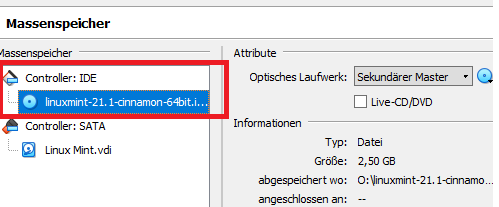 Massenspeicher
Massenspeicher
Controller: IDE
linuxmint-21.1-cinnamon-64bit.i...
Controller: SATA
Linux Mint.vdi
Attribute
Optisches Laufwerk: Sekundärer Master
Live-CD/DVD
Informationen
Typ: Datei
Größe: 2,50 GB
abgespeichert wo: O:\linuxmint-21.1-cinnamo...
angeschlossen an: --